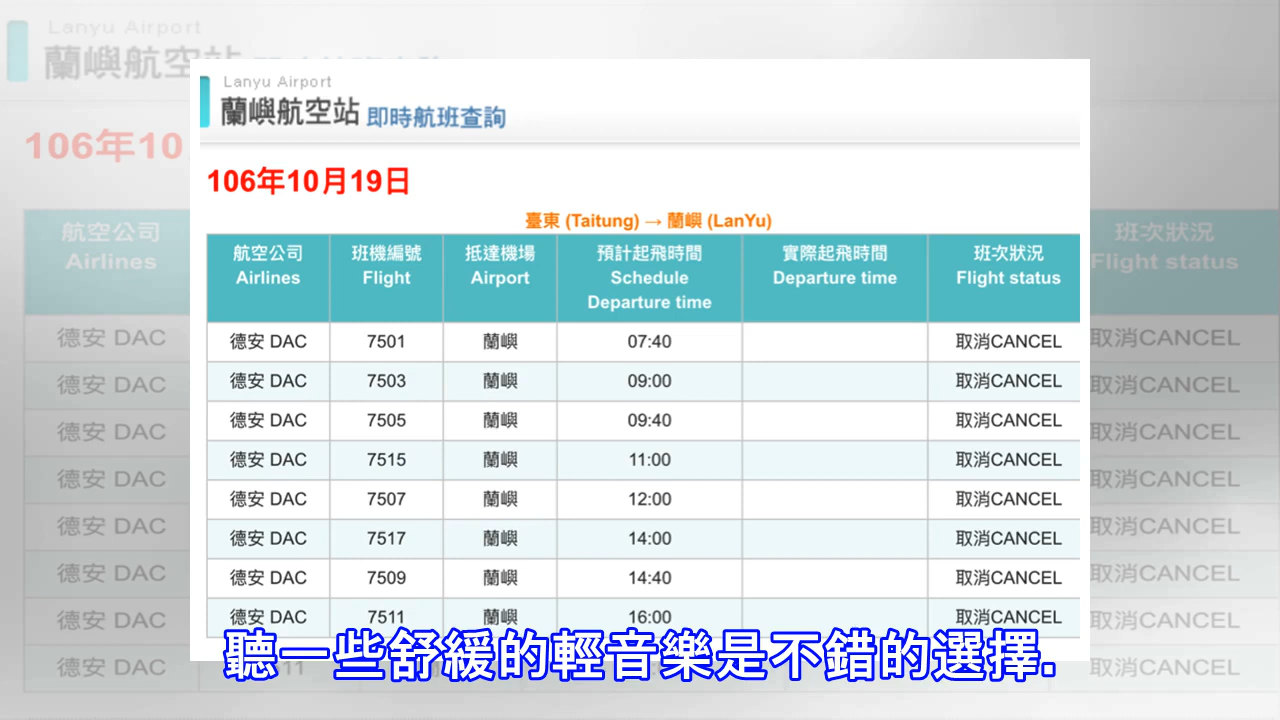 Lanyu Airport
蘭嶼航空站 即時航班查詢
106年10月19日
臺東 (Taitung) → 蘭嶼 (LanYu)
航空公司 Airlines 班機編號 Flight 抵達機場 Airport 預計起飛時間 Schedule Departure time 實際起飛時間 Departure time 班次狀況 Flight status
德安 DAC 7501 蘭嶼 07:40 取消CANCEL
德安 DAC 7503 蘭嶼 09:00 取消CANCEL
德安 DAC 7505 蘭嶼 09:40 取消CANCEL
德安 DAC 7515 蘭嶼 11:00 取消CANCEL
德安 DAC 7507 蘭嶼 12:00 取消CANCEL
德安 DAC 7517 蘭嶼 14:00 取消CANCEL
德安 DAC 7509 蘭嶼 14:40 取消CANCEL
德安 DAC 7511 蘭嶼 16:00 取消CANCEL
聽一些舒緩的輕音樂是不錯的選擇.